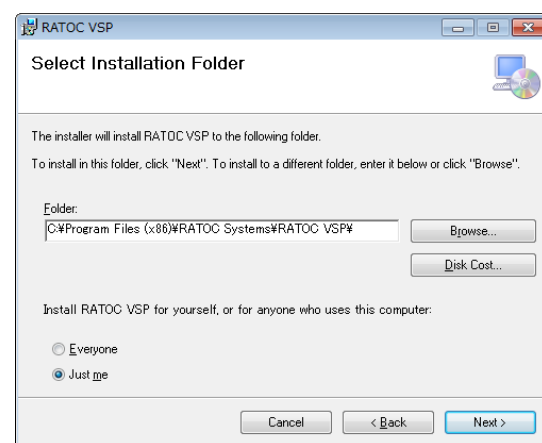 RATOC VSP
Select Installation Folder
The installer will install RATOC VSP to the following folder.
To install in this folder, click "Next". To install to a different folder, enter it below or click "Browse".
Folder:
C:¥Program Files (x86)¥RATOC Systems¥RATOC VSP¥
Browse...
Disk Cost...
Install RATOC VSP for yourself, or for anyone who uses this computer:
Everyone
Just me
Cancel
< Back
Next >